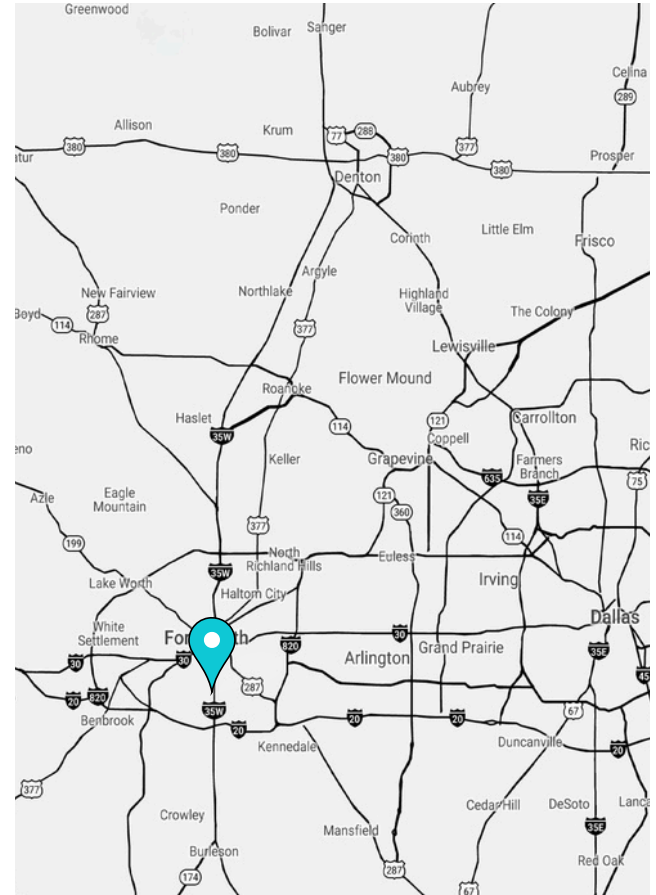 Greenwood
Bolivar
Sanger
Celina
Aubrey
289
Allison
Krum
77
288
377
380
380
380
380
Prosper
Denton
Ponder
Corinth
Little Elm
Frisco
Argyle
New Fairview
Northlake
Highland
Village
287
The Colony
Boyd
114
377
Rhome
Lewisville
Flower Mound
Roanoke
Haslet
121
Carrollton
114
35W
Coppell
Keller
Grapevine
Farmers
Branch
635
75
Eagle
Mountain
Azle
121
35E
360
377
114
199
North
Richland Hills
Euless
35W
Lake Worth
Irving
Haltom City
Dallas
White
Settlement
30
820
Grand Prairie
35E
Arlington
30
30
45
287
20
820
35W
67
Benbrook
20
20
20
Kennedale
Duncanville
20
377
Crowley
Cedar Hill
DeSoto
Mansfield
35E
Burleson
Red Oak
287
174
67